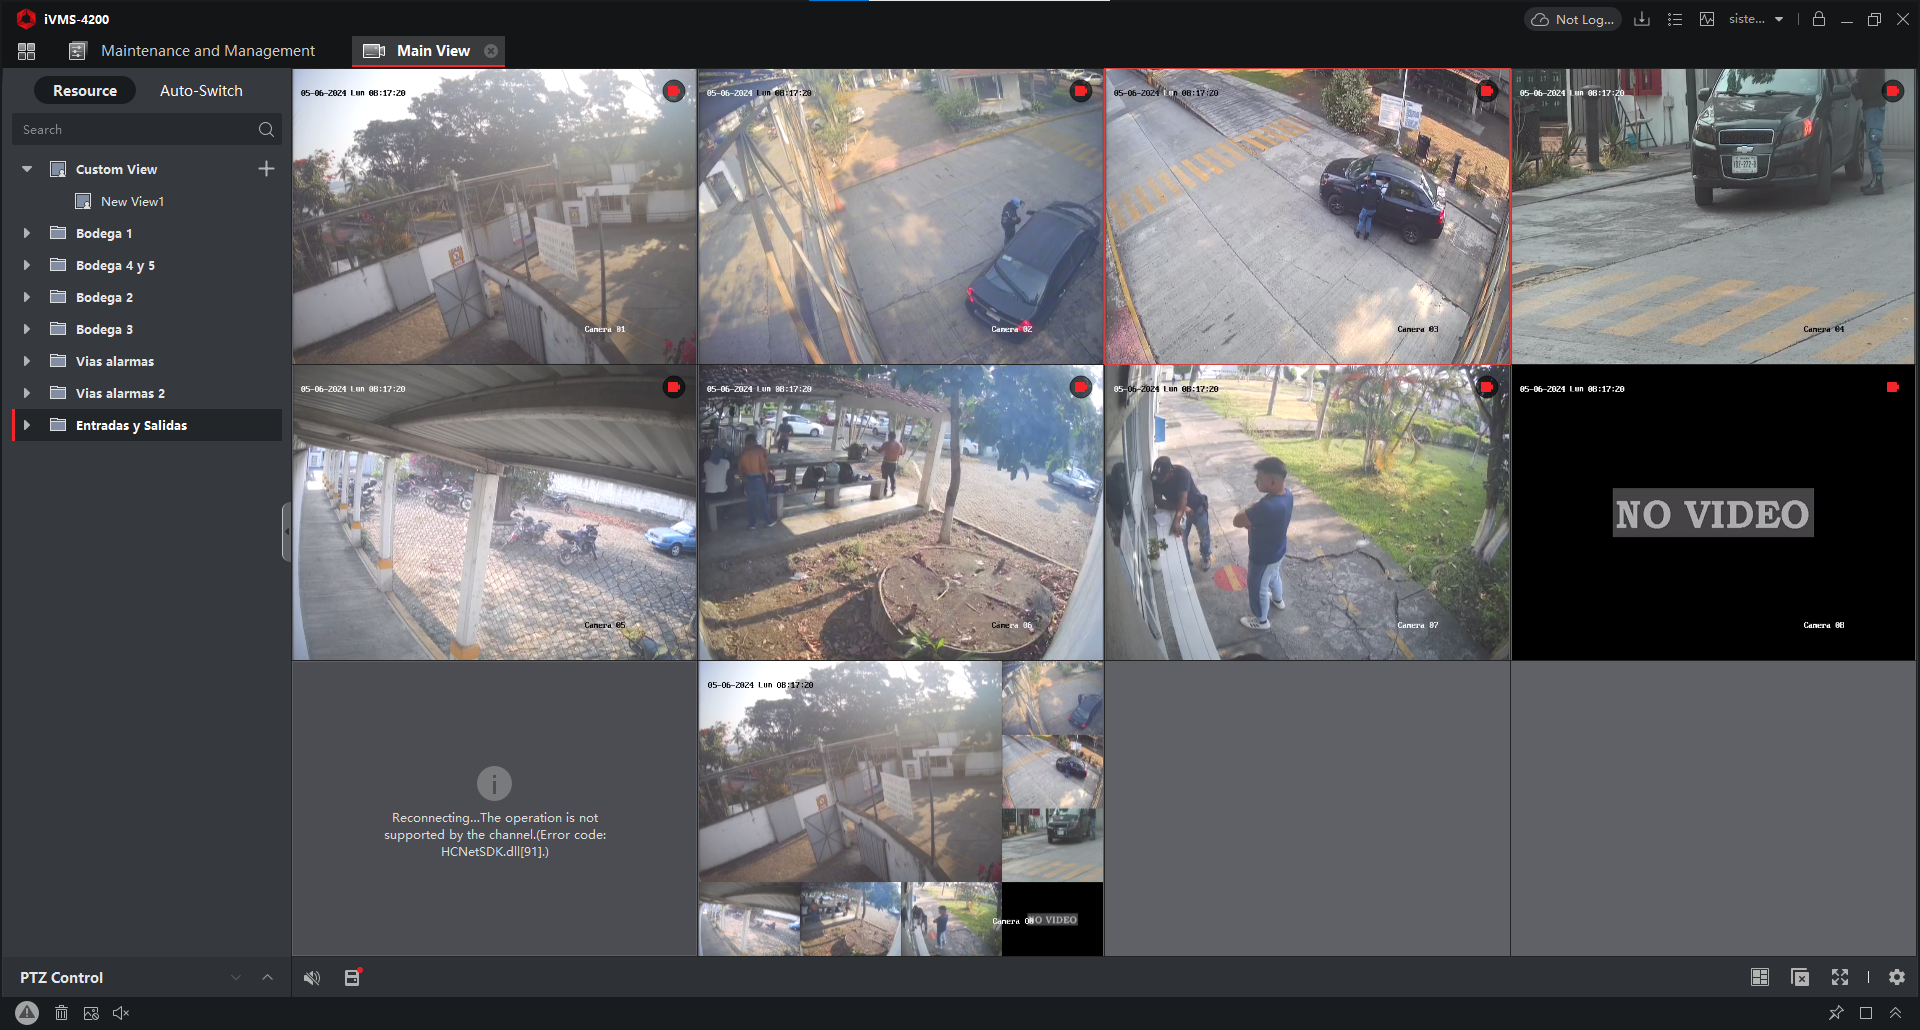 iVMS-4200
Not Log...
siste...
Maintenance and Management
Main View
Resource
Auto-Switch
Search
Custom View
New View1
Bodega 1
Bodega 4 y 5
Bodega 2
Bodega 3
Vias alarmas
Vias alarmas 2
Entradas y Salidas
05-06-2024 Lun 08:17:20
Camera 01
05-06-2024 Lun 08:17:20
Camera 02
05-06-2024 Lun 08:17:20
Camera 03
05-06-2024 Lun 08:17:20
Camera 04
05-06-2024 Lun 08:17:20
Camera 05
05-06-2024 Lun 08:17:20
Camera 06
05-06-2024 Lun 08:17:20
Camera 07
05-06-2024 Lun 08:17:20
NO VIDEO
Camera 08
Reconnecting...The operation is not
supported by the channel.(Error code:
HCNetSDK.dll[91].)
05-06-2024 Lun 08:17:20
NO VIDEO
PTZ Control